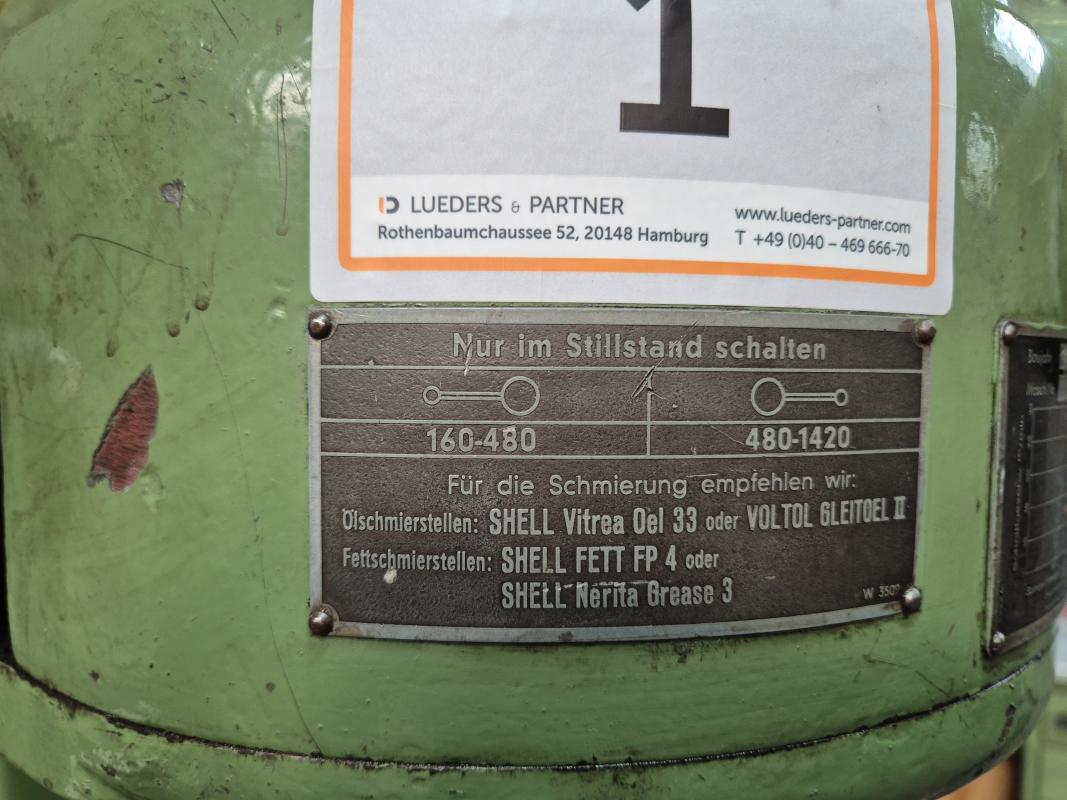 1
LUEDERS & PARTNER
Rothenbaumchaussee 52, 20148 Hamburg
www.lueders-partner.com
T +49 (0)40 – 469 666-70
Nur im Stillstand schalten
160-480
480-1420
Für die Schmierung empfehlen wir:
Ölschmierstellen: SHELL Vitrea Oel 33 oder VOLTOL GLEITOEL II
Fettschmierstellen: SHELL FETT FP 4 oder
SHELL Nerita Grease 3
W 3509
Baujahr